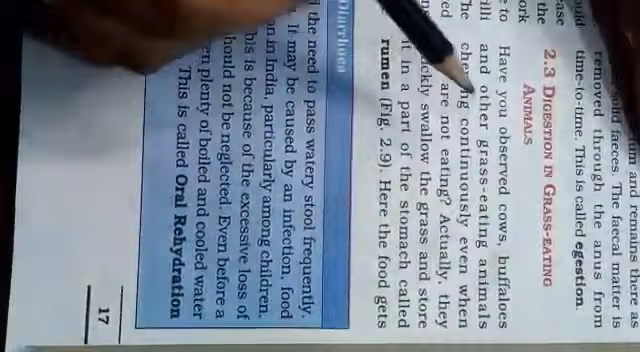 and remains there as
solid faeces. The faecal matter is
removed through the anus from
time-to-time. This is called egestion.
2.3 DIGESTION IN GRASS-EATING
ANIMALS
Have you observed cows, buffaloes
and other grass-eating animals
continuously even when
are not eating? Actually, they
swallow the grass and store
it in a part of the stomach called
rumen (Fig. 2.9). Here the food gets
Diarrhoea
the need to pass watery stool frequently.
It may be caused by an infection, food
in India, particularly among children.
is because of the excessive loss of
should not be neglected. Even before a
plenty of boiled and cooled water
This is called Oral Rehydration
17